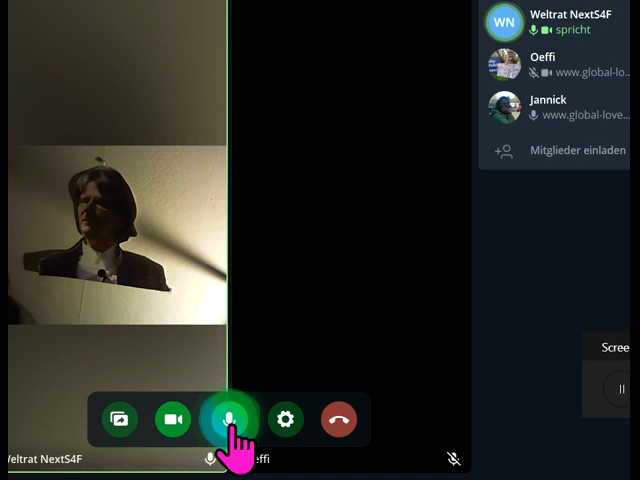 WN
Weltrat NextS4F
spricht
Oeffi
www.global-lo...
Jannick
www.global-love...
Mitglieder einladen
Scree
Weltrat NextS4F
effi